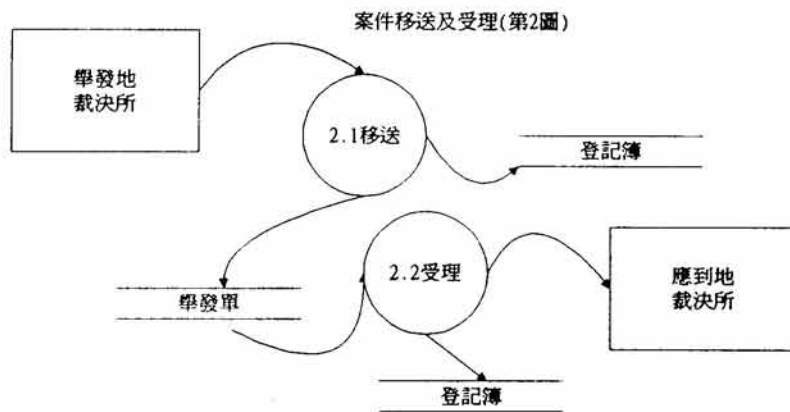 案件移送及受理(第2圖)
舉發地
裁決所
2.1移送
登記簿
2.2受理
應到地
裁決所
舉發單
登記簿